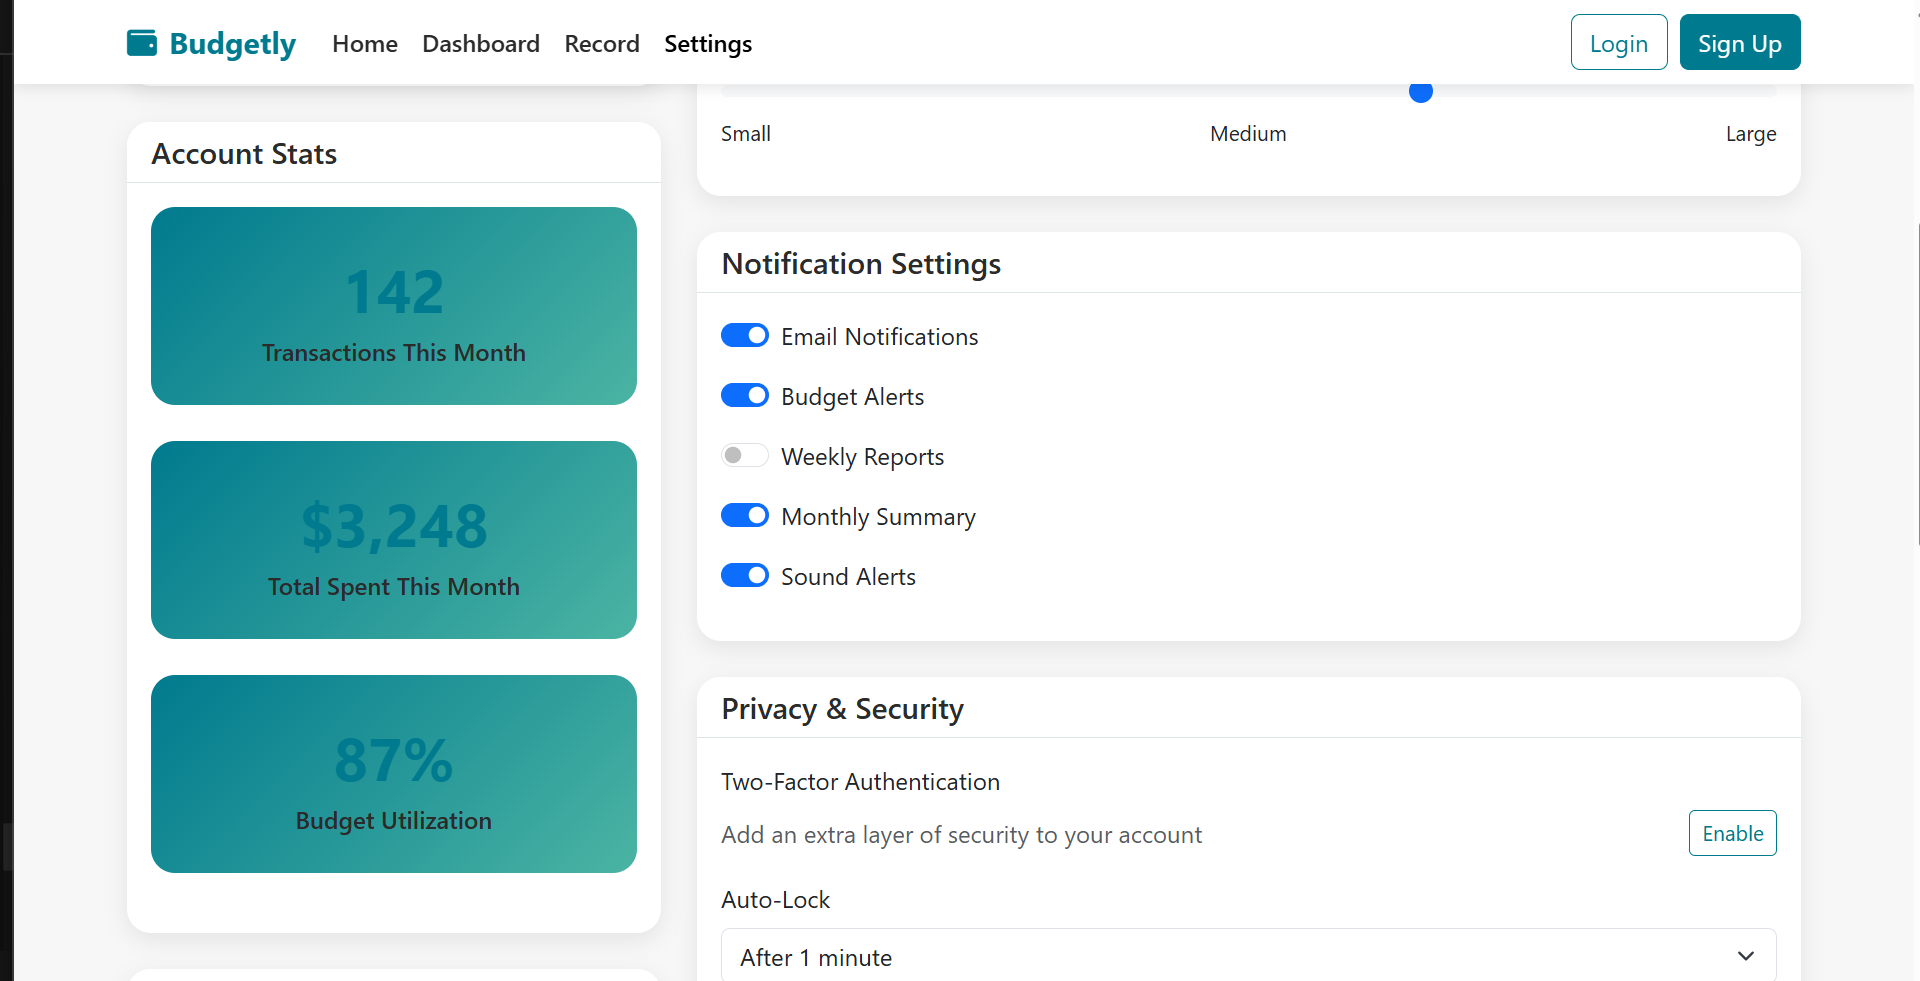 Budgetly Home Dashboard Record Settings Login Sign Up
Account Stats
142
Transactions This Month
$3,248
Total Spent This Month
87%
Budget Utilization
Small Medium Large
Notification Settings
Email Notifications
Budget Alerts
Weekly Reports
Monthly Summary
Sound Alerts
Privacy & Security
Two-Factor Authentication
Add an extra layer of security to your account
Enable
Auto-Lock
After 1 minute